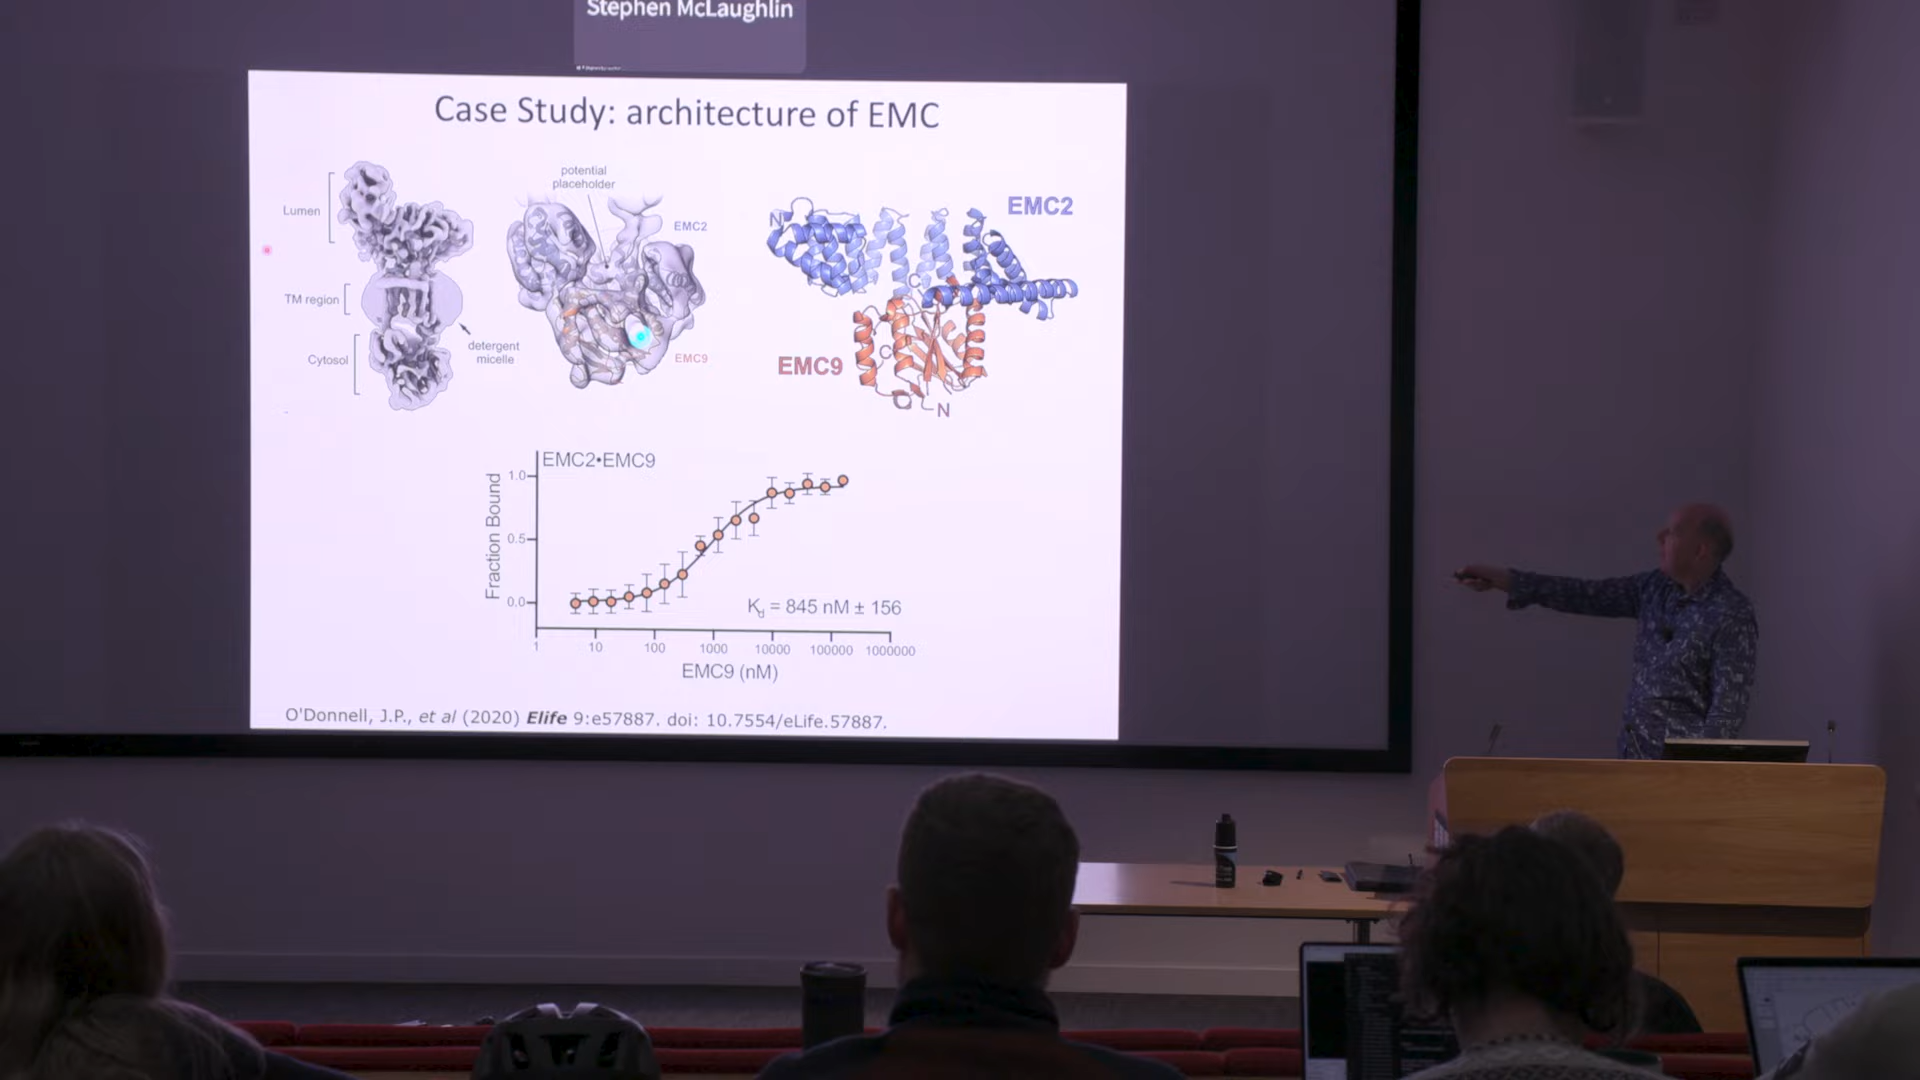 Stephen McLaughlin
Case Study: architecture of EMC
Lumen
TM region
Cytosol
detergent
micelle
potential
placeholder
EMC2
EMC9
EMC2
EMC9
N
C
C
N
EMC2•EMC9
Fraction Bound
1.0
0.5
0.0
Kd = 845 nM ± 156
1
10
100
1000
10000
100000
1000000
EMC9 (nM)
O'Donnell, J.P., et al (2020) Elife 9:e57887. doi: 10.7554/eLife.57887.